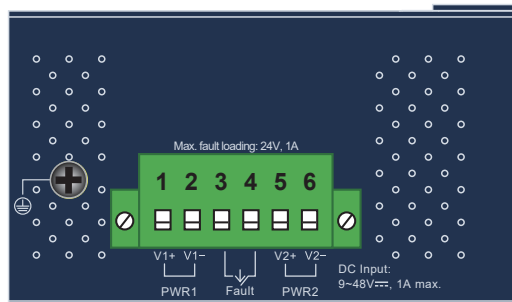 Max. fault loading: 24V, 1A
1 2 3 4 5 6
V1+ V1− V2+ V2−
PWR1 Fault PWR2
DC Input:
9~48V⎓, 1A max.